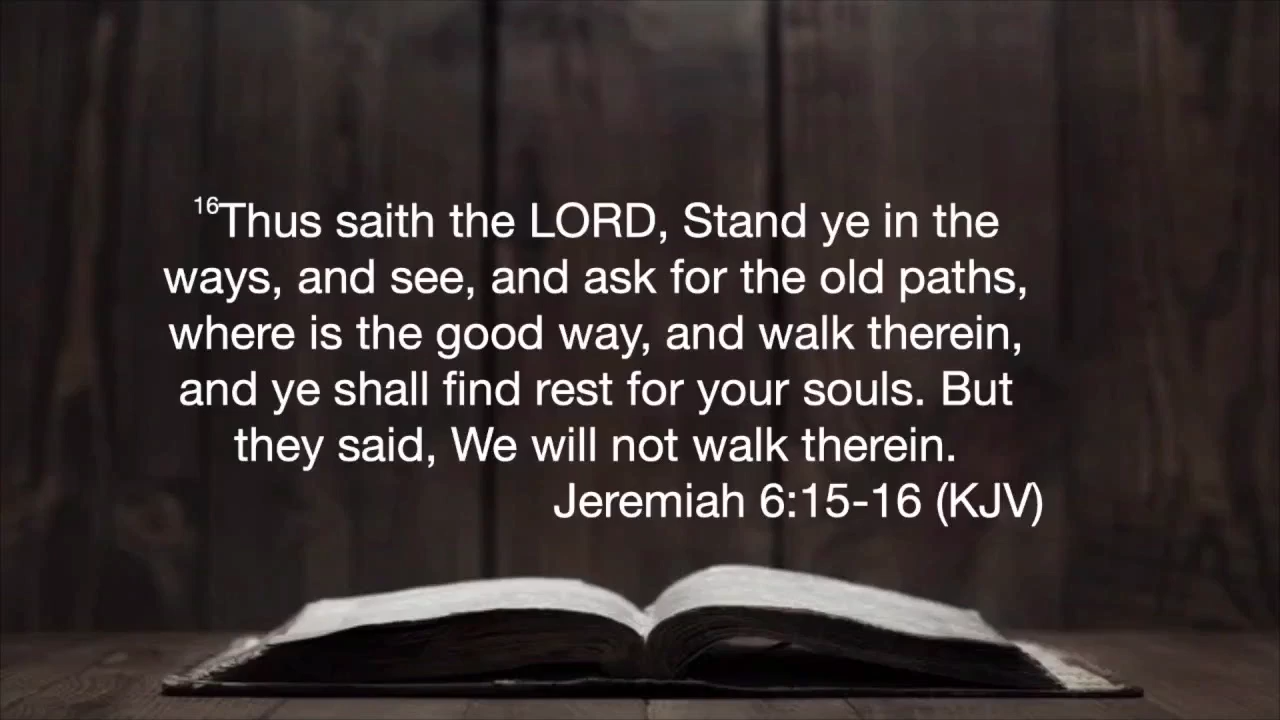 16Thus saith the LORD, Stand ye in the
ways, and see, and ask for the old paths,
where is the good way, and walk therein,
and ye shall find rest for your souls. But
they said, We will not walk therein.
Jeremiah 6:15-16 (KJV)